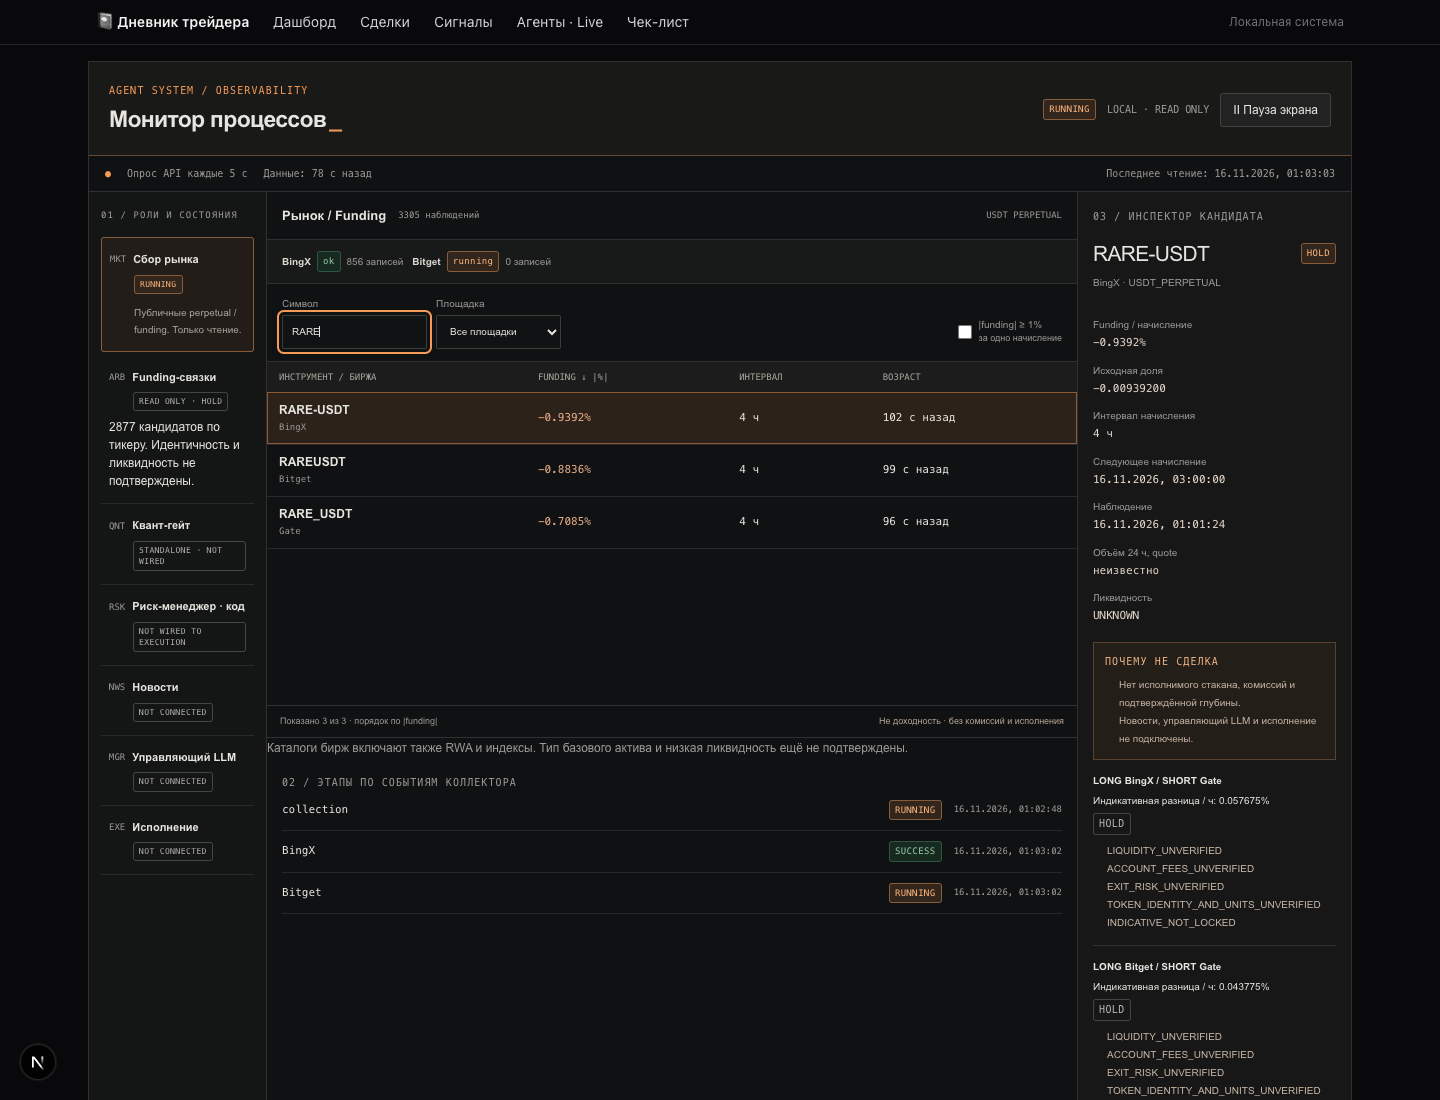 Дневник трейдера
Дашборд
Сделки
Сигналы
Агенты · Live
Чек-лист
Локальная система
AGENT SYSTEM / OBSERVABILITY
Монитор процессов_
RUNNING
LOCAL · READ ONLY
II Пауза экрана
Опрос API каждые 5 с
Данные: 78 с назад
Последнее чтение: 16.11.2026, 01:03:03
01 / РОЛИ И СОСТОЯНИЯ
MKT Сбор рынка
RUNNING
Публичные perpetual /
funding. Только чтение.
ARB Funding-связки
READ ONLY · HOLD
2877 кандидатов по
тикеру. Идентичность и
ликвидность не
подтверждены.
QNT Квант-гейт
STANDALONE · NOT
WIRED
RSK Риск-менеджер · код
NOT WIRED TO
EXECUTION
NWS Новости
NOT CONNECTED
MGR Управляющий LLM
NOT CONNECTED
EXE Исполнение
NOT CONNECTED
Рынок / Funding
3305 наблюдений
USDT PERPETUAL
BingX ok 856 записей Bitget running 0 записей
Символ
Площадка
RARE
Все площадки
|funding| ≥ 1%
за одно начисление
ИНСТРУМЕНТ / БИРЖА
FUNDING ↓ |%|
ИНТЕРВАЛ
ВОЗРАСТ
RARE-USDT
BingX
−0.9392%
4 ч
102 с назад
RAREUSDT
Bitget
−0.8836%
4 ч
99 с назад
RARE_USDT
Gate
−0.7085%
4 ч
96 с назад
Показано 3 из 3 · порядок по |funding|
Не доходность · без комиссий и исполнения
Каталоги бирж включают также RWA и индексы. Тип базового актива и низкая ликвидность ещё не подтверждены.
02 / ЭТАПЫ ПО СОБЫТИЯМ КОЛЛЕКТОРА
collection RUNNING 16.11.2026, 01:02:48
BingX SUCCESS 16.11.2026, 01:03:02
Bitget RUNNING 16.11.2026, 01:03:02
03 / ИНСПЕКТОР КАНДИДАТА
RARE-USDT
HOLD
BingX · USDT_PERPETUAL
Funding / начисление
−0.9392%
Исходная доля
−0.00939200
Интервал начисления
4 ч
Следующее начисление
16.11.2026, 03:00:00
Наблюдение
16.11.2026, 01:01:24
Объём 24 ч, quote
неизвестно
Ликвидность
UNKNOWN
ПОЧЕМУ НЕ СДЕЛКА
Нет исполнимого стакана, комиссий и
подтверждённой глубины.
Новости, управляющий LLM и исполнение
не подключены.
LONG BingX / SHORT Gate
Индикативная разница / ч: 0.057675%
HOLD
LIQUIDITY_UNVERIFIED
ACCOUNT_FEES_UNVERIFIED
EXIT_RISK_UNVERIFIED
TOKEN_IDENTITY_AND_UNITS_UNVERIFIED
INDICATIVE_NOT_LOCKED
LONG Bitget / SHORT Gate
Индикативная разница / ч: 0.043775%
HOLD
LIQUIDITY_UNVERIFIED
ACCOUNT_FEES_UNVERIFIED
EXIT_RISK_UNVERIFIED
TOKEN_IDENTITY_AND_UNITS_UNVERIFIED
N